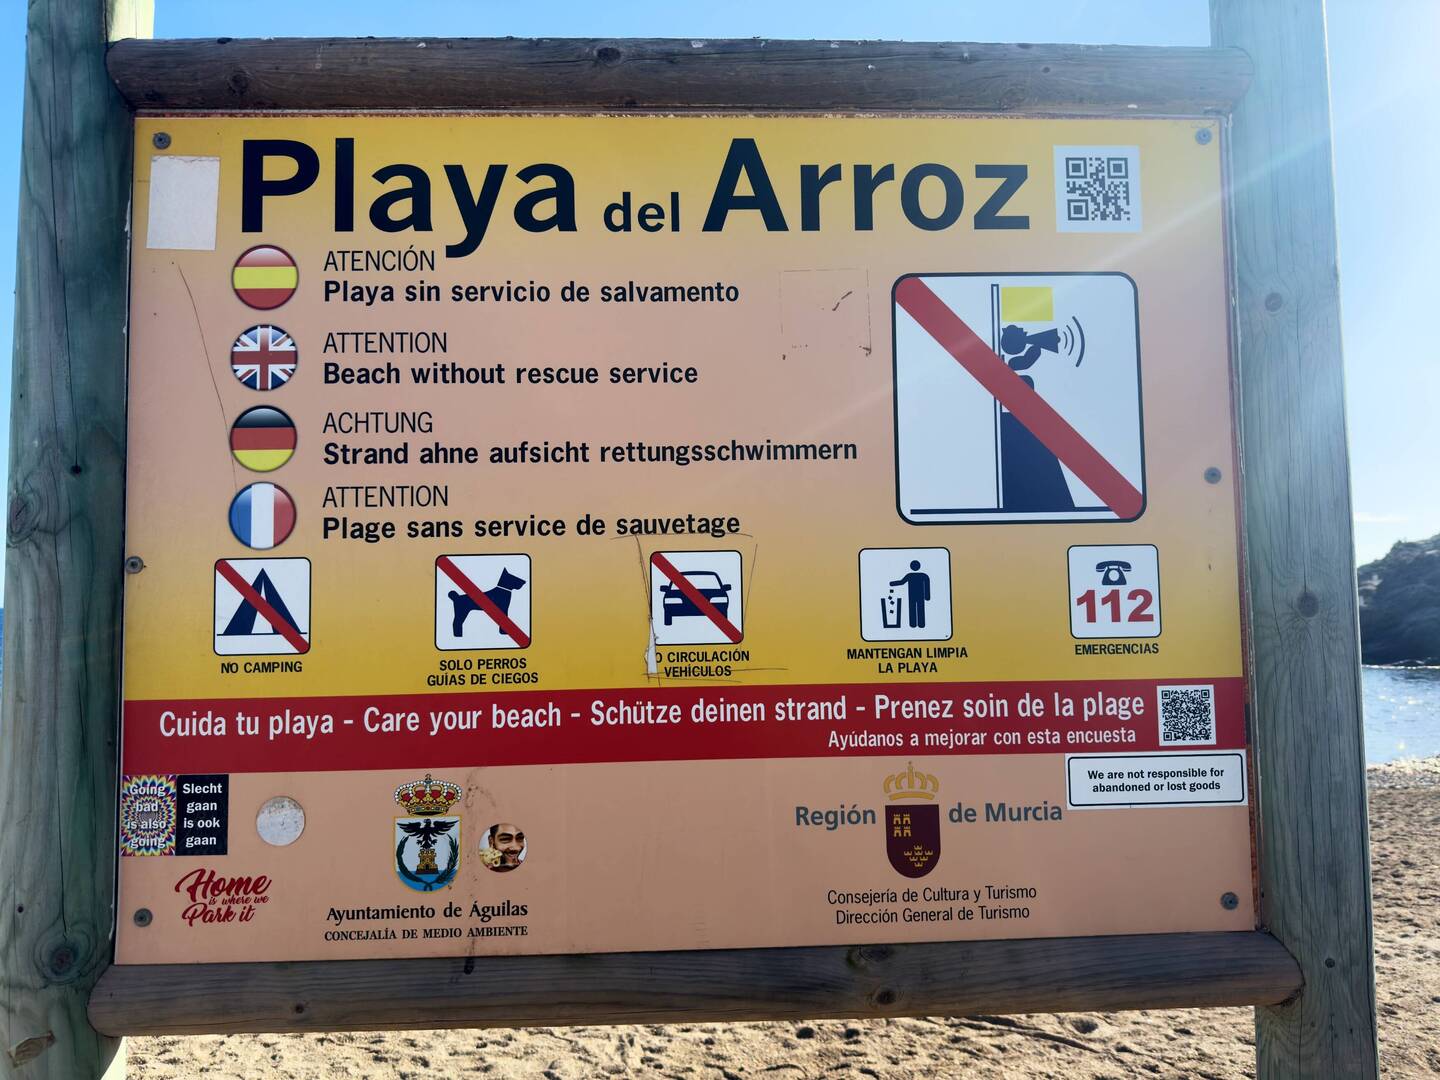 Playa del Arroz
ATENCIÓN
Playa sin servicio de salvamento
ATTENTION
Beach without rescue service
ACHTUNG
Strand ahne aufsicht rettungsschwimmern
ATTENTION
Plage sans service de sauvetage
NO CAMPING
SOLO PERROS
GUÍAS DE CIEGOS
O CIRCULACIÓN
VEHÍCULOS
MANTENGAN LIMPIA
LA PLAYA
112
EMERGENCIAS
Cuida tu playa - Care your beach - Schütze deinen strand - Prenez soin de la plage
Ayúdanos a mejorar con esta encuesta
We are not responsible for
abandoned or lost goods
Going
bad
is also
going
Slecht
gaan
is ook
gaan
Home
is where we
Park it
Ayuntamiento de Águilas
CONCEJALÍA DE MEDIO AMBIENTE
Región de Murcia
Consejería de Cultura y Turismo
Dirección General de Turismo